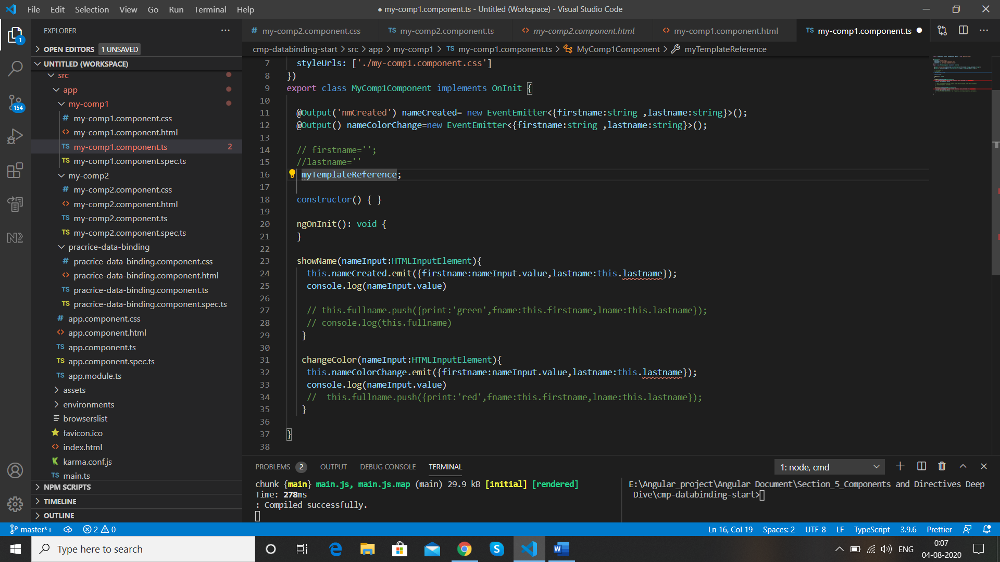 File Edit Selection View Go Run Terminal Help
● my-comp1.component.ts - Untitled (Workspace) - Visual Studio Code
EXPLORER
OPEN EDITORS 1 UNSAVED
UNTITLED (WORKSPACE)
src
app
my-comp1
# my-comp1.component.css
<> my-comp1.component.html
TS my-comp1.component.ts 2
TS my-comp1.component.spec.ts
my-comp2
# my-comp2.component.css
<> my-comp2.component.html
TS my-comp2.component.ts
TS my-comp2.component.spec.ts
pracrice-data-binding
# pracrice-data-binding.component.css
<> pracrice-data-binding.component.html
TS pracrice-data-binding.component.ts
TS pracrice-data-binding.component.spec.ts
# app.component.css
<> app.component.html
TS app.component.ts
TS app.component.spec.ts
TS app.module.ts
assets
environments
browserslist
favicon.ico
<> index.html
karma.conf.js
TS main.ts
NPM SCRIPTS
TIMELINE
OUTLINE
1
154
# my-comp2.component.css
TS my-comp2.component.ts
<> my-comp2.component.html
<> my-comp1.component.html
TS my-comp1.component.ts ●
cmp-databinding-start > src > app > my-comp1 > TS my-comp1.component.ts > MyComp1Component > myTemplateReference
7 styleUrls: ['./my-comp1.component.css']
8 })
9 export class MyComp1Component implements OnInit {
10
11 @Output('nmCreated') nameCreated= new EventEmitter<{firstname:string ,lastname:string}>();
12 @Output() nameColorChange=new EventEmitter<{firstname:string ,lastname:string}>();
13
14 // firstname='';
15 //lastname=''
16 myTemplateReference;
17
18 constructor() { }
19
20 ngOnInit(): void {
21 }
22
23 showName(nameInput:HTMLInputElement){
24 this.nameCreated.emit({firstname:nameInput.value,lastname:this.lastname});
25 console.log(nameInput.value)
26
27 // this.fullname.push({print:'green',fname:this.firstname,lname:this.lastname});
28 // console.log(this.fullname)
29 }
30
31 changeColor(nameInput:HTMLInputElement){
32 this.nameColorChange.emit({firstname:nameInput.value,lastname:this.lastname});
33 console.log(nameInput.value)
34 // this.fullname.push({print:'red',fname:this.firstname,lname:this.lastname});
35 }
36
37 }
38
PROBLEMS 2 OUTPUT DEBUG CONSOLE TERMINAL 1: node, cmd
chunk {main} main.js, main.js.map (main) 29.9 kB [initial] [rendered]
Time: 278ms
: Compiled successfully.
E:\Angular_project\Angular Document\Section_5_Components and Directives Deep
Dive\cmp-databinding-start>
master*+ 2 0 Ln 16, Col 19 Spaces: 2 UTF-8 LF TypeScript 3.9.6 Prettier
Type here to search
ENG
0:07
04-08-2020